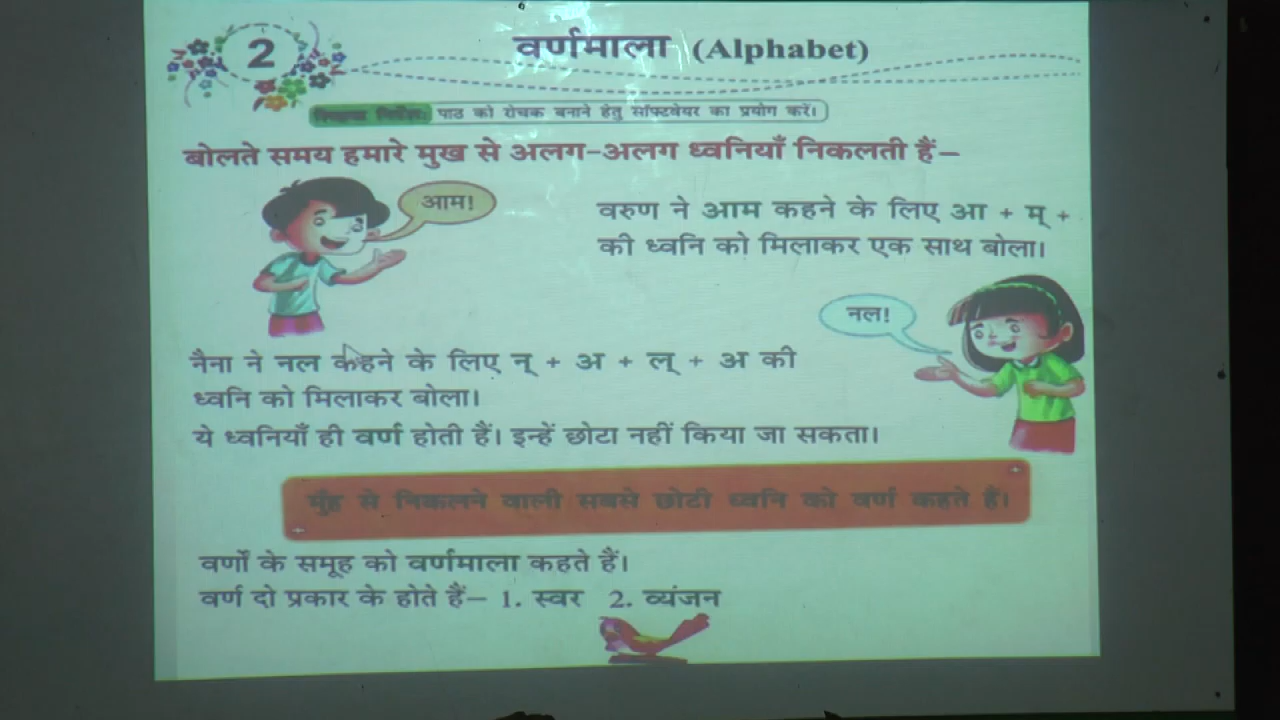 2
वर्णमाला (Alphabet)
पाठ को रोचक बनाने हेतु सॉफ्टवेयर का प्रयोग करें।
बोलते समय हमारे मुख से अलग-अलग ध्वनियाँ निकलती हैं–
आम!
वरुण ने आम कहने के लिए आ + म् +
की ध्वनि को मिलाकर एक साथ बोला।
नल!
नैना ने नल कहने के लिए न् + अ + ल् + अ की
ध्वनि को मिलाकर बोला।
ये ध्वनियाँ ही वर्ण होती हैं। इन्हें छोटा नहीं किया जा सकता।
मुँह से निकलने वाली सबसे छोटी ध्वनि को वर्ण कहते हैं।
वर्णों के समूह को वर्णमाला कहते हैं।
वर्ण दो प्रकार के होते हैं– 1. स्वर 2. व्यंजन